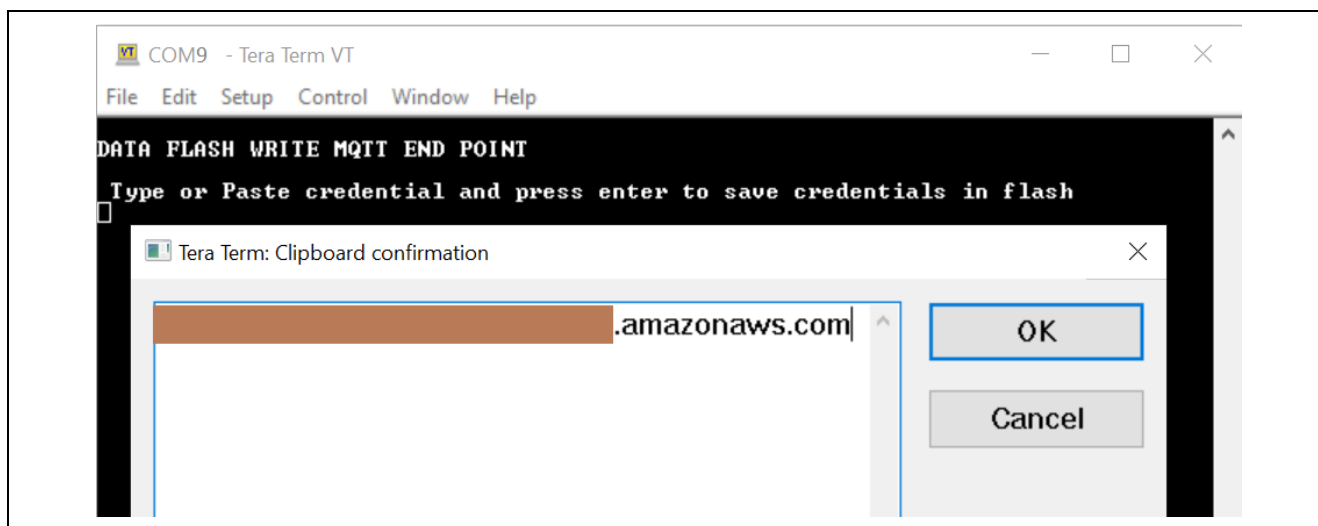 COM9 - Tera Term VT
File Edit Setup Control Window Help
DATA FLASH WRITE MQTT END POINT
Type or Paste credential and press enter to save credentials in flash
Tera Term: Clipboard confirmation
.amazonaws.com
OK
Cancel